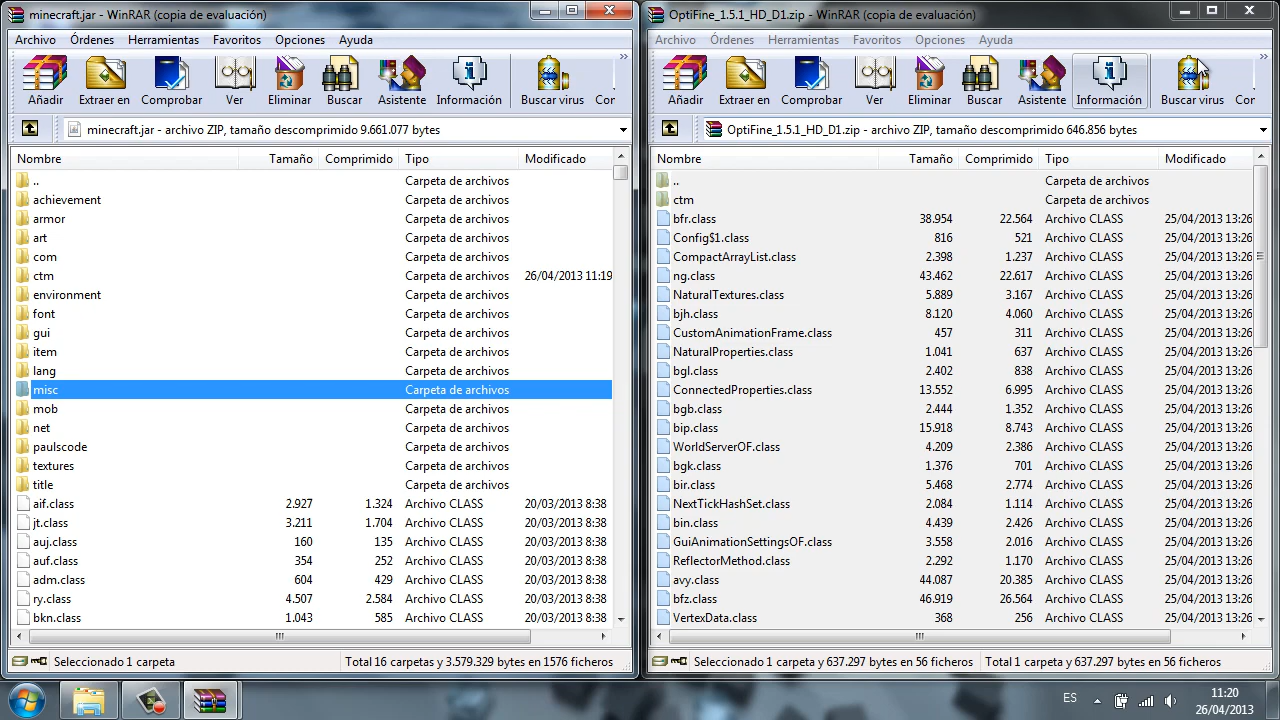 minecraft.jar - WinRAR (copia de evaluación)
Archivo Órdenes Herramientas Favoritos Opciones Ayuda
Añadir Extraer en Comprobar Ver Eliminar Buscar Asistente Información Buscar virus Cor
minecraft.jar - archivo ZIP, tamaño descomprimido 9.661.077 bytes
Nombre Tamaño Comprimido Tipo Modificado
.. Carpeta de archivos
achievement Carpeta de archivos
armor Carpeta de archivos
art Carpeta de archivos
com Carpeta de archivos
ctm Carpeta de archivos 26/04/2013 11:19
environment Carpeta de archivos
font Carpeta de archivos
gui Carpeta de archivos
item Carpeta de archivos
lang Carpeta de archivos
misc Carpeta de archivos
mob Carpeta de archivos
net Carpeta de archivos
paulscode Carpeta de archivos
textures Carpeta de archivos
title Carpeta de archivos
aif.class 2.927 1.324 Archivo CLASS 20/03/2013 8:38
jt.class 3.211 1.704 Archivo CLASS 20/03/2013 8:38
auj.class 160 135 Archivo CLASS 20/03/2013 8:38
auf.class 354 252 Archivo CLASS 20/03/2013 8:38
adm.class 604 429 Archivo CLASS 20/03/2013 8:38
ry.class 4.507 2.584 Archivo CLASS 20/03/2013 8:38
bkn.class 1.043 585 Archivo CLASS 20/03/2013 8:38
Seleccionado 1 carpeta Total 16 carpetas y 3.579.329 bytes en 1576 ficheros
OptiFine_1.5.1_HD_D1.zip - WinRAR (copia de evaluación)
Archivo Órdenes Herramientas Favoritos Opciones Ayuda
Añadir Extraer en Comprobar Ver Eliminar Buscar Asistente Información Buscar virus Cor
OptiFine_1.5.1_HD_D1.zip - archivo ZIP, tamaño descomprimido 646.856 bytes
Nombre Tamaño Comprimido Tipo Modificado
.. Carpeta de archivos
ctm Carpeta de archivos
bfr.class 38.954 22.564 Archivo CLASS 25/04/2013 13:26
Config$1.class 816 521 Archivo CLASS 25/04/2013 13:26
CompactArrayList.class 2.398 1.237 Archivo CLASS 25/04/2013 13:26
ng.class 43.462 22.617 Archivo CLASS 25/04/2013 13:26
NaturalTextures.class 5.889 3.167 Archivo CLASS 25/04/2013 13:26
bjh.class 8.120 4.060 Archivo CLASS 25/04/2013 13:26
CustomAnimationFrame.class 457 311 Archivo CLASS 25/04/2013 13:26
NaturalProperties.class 1.041 637 Archivo CLASS 25/04/2013 13:26
bgl.class 2.402 838 Archivo CLASS 25/04/2013 13:26
ConnectedProperties.class 13.552 6.995 Archivo CLASS 25/04/2013 13:26
bgb.class 2.444 1.352 Archivo CLASS 25/04/2013 13:26
bip.class 15.918 8.743 Archivo CLASS 25/04/2013 13:26
WorldServerOF.class 4.209 2.386 Archivo CLASS 25/04/2013 13:26
bgk.class 1.376 701 Archivo CLASS 25/04/2013 13:26
bir.class 5.468 2.774 Archivo CLASS 25/04/2013 13:26
NextTickHashSet.class 2.084 1.114 Archivo CLASS 25/04/2013 13:26
bin.class 4.439 2.426 Archivo CLASS 25/04/2013 13:26
GuiAnimationSettingsOF.class 3.558 2.016 Archivo CLASS 25/04/2013 13:26
ReflectorMethod.class 2.292 1.170 Archivo CLASS 25/04/2013 13:26
avy.class 44.087 20.385 Archivo CLASS 25/04/2013 13:26
bfz.class 46.919 26.564 Archivo CLASS 25/04/2013 13:26
VertexData.class 368 256 Archivo CLASS 25/04/2013 13:26
Seleccionado 1 carpeta y 637.297 bytes en 56 ficheros Total 1 carpeta y 637.297 bytes en 56 ficheros
ES 11:20
26/04/2013